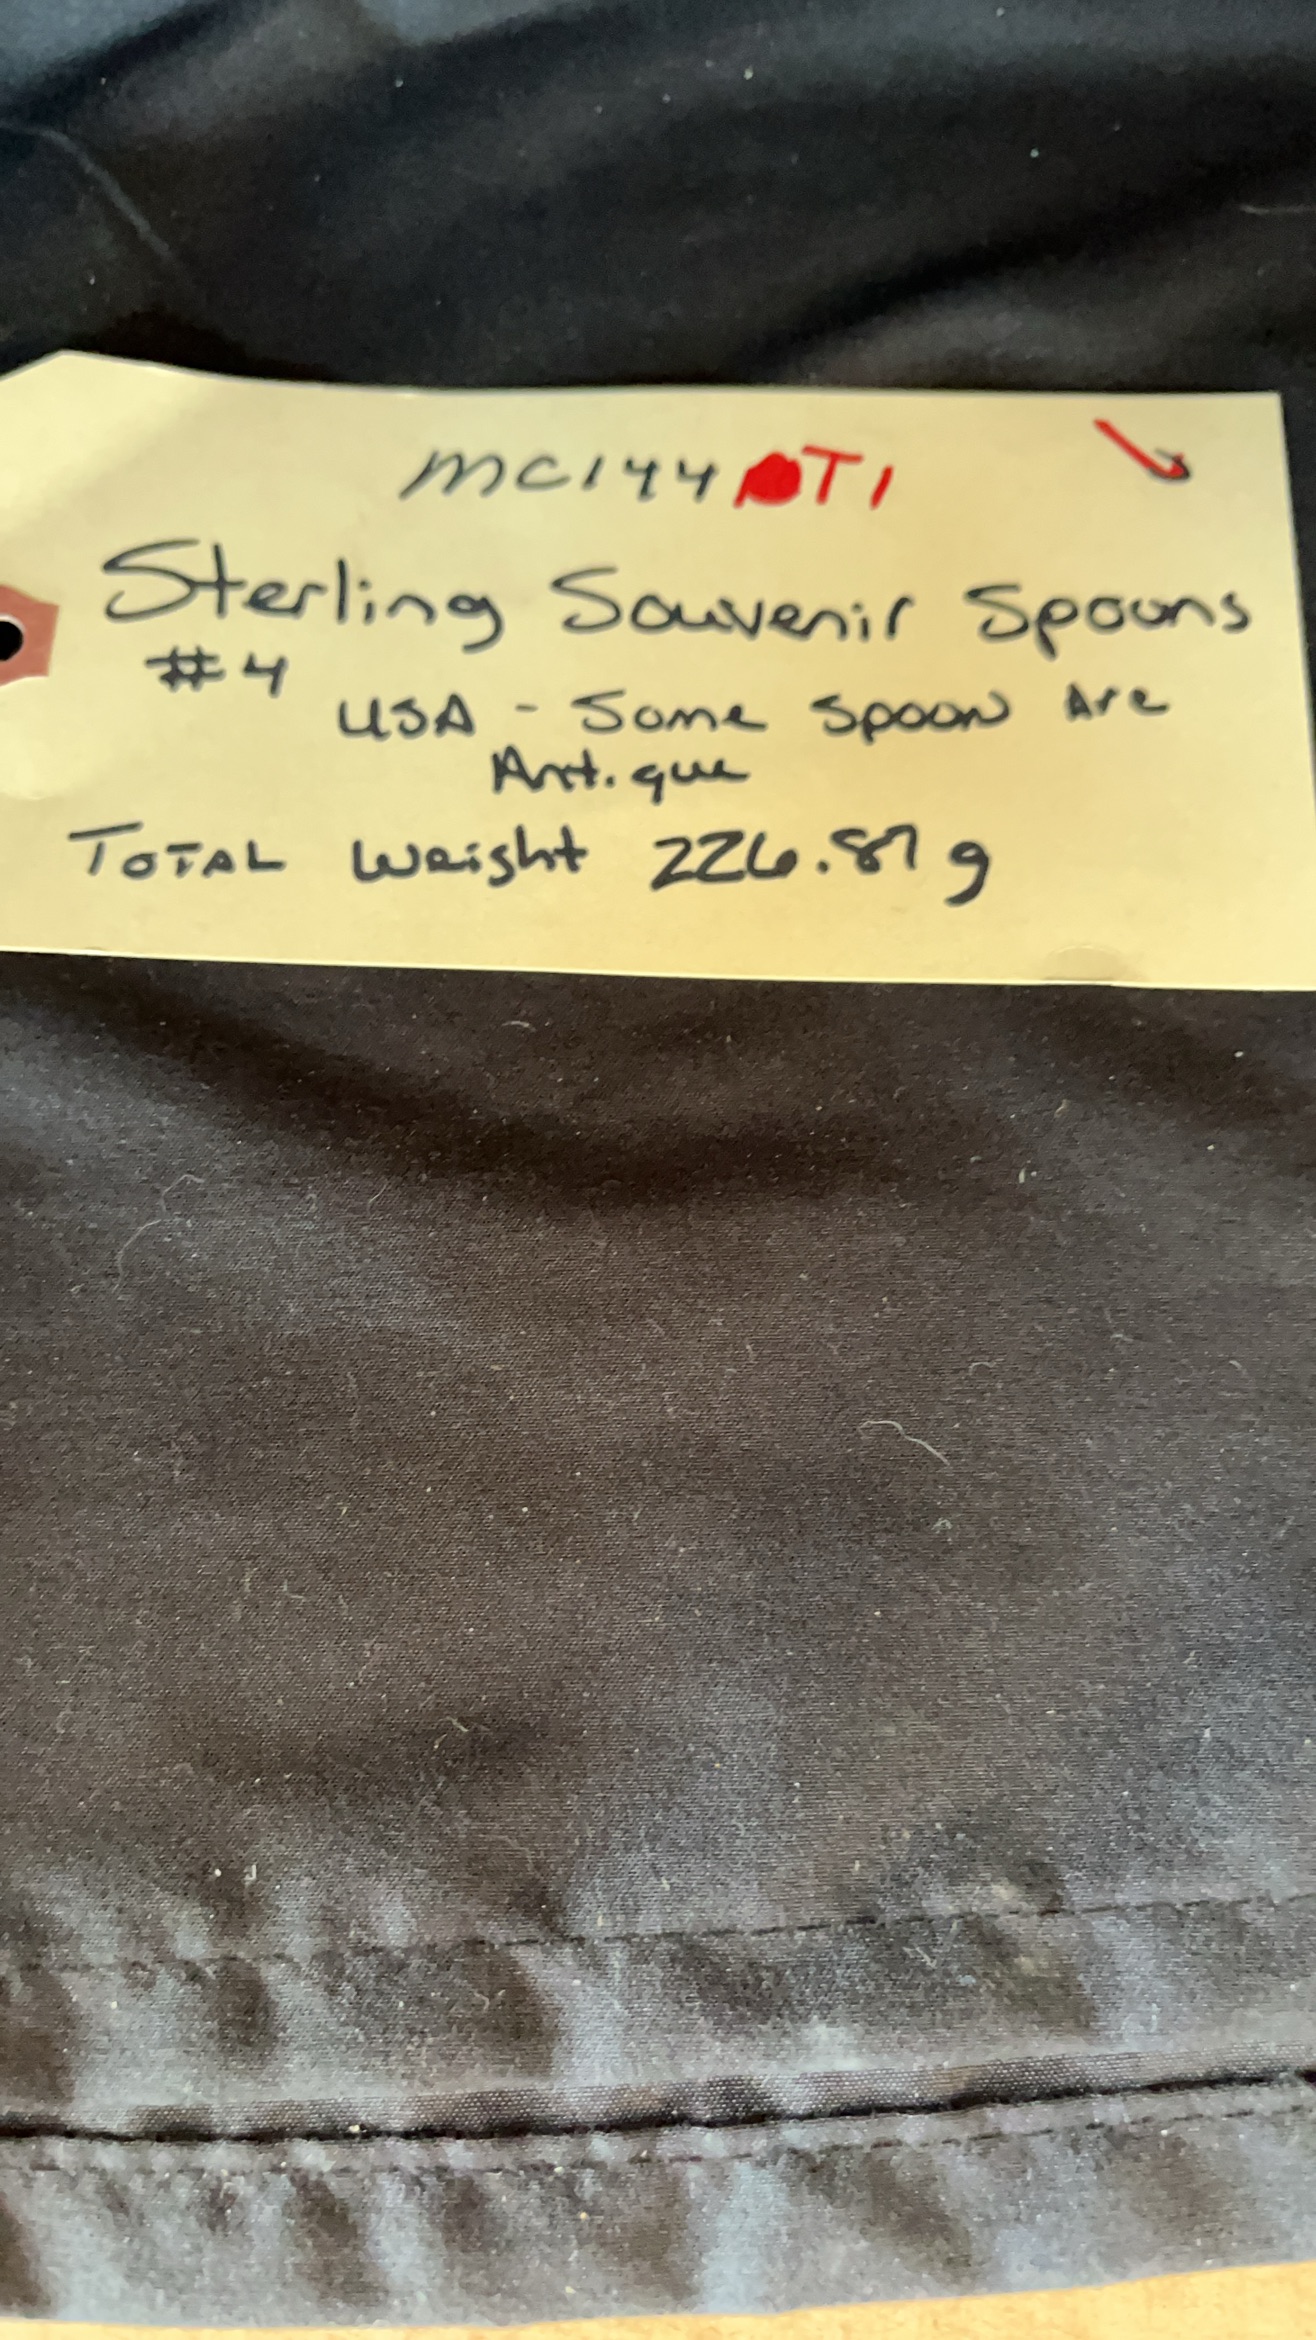 MC144 T1
Sterling Souvenir Spoons
#4
USA - Some Spoon Are
Antique
TOTAL Weight 226.87 g